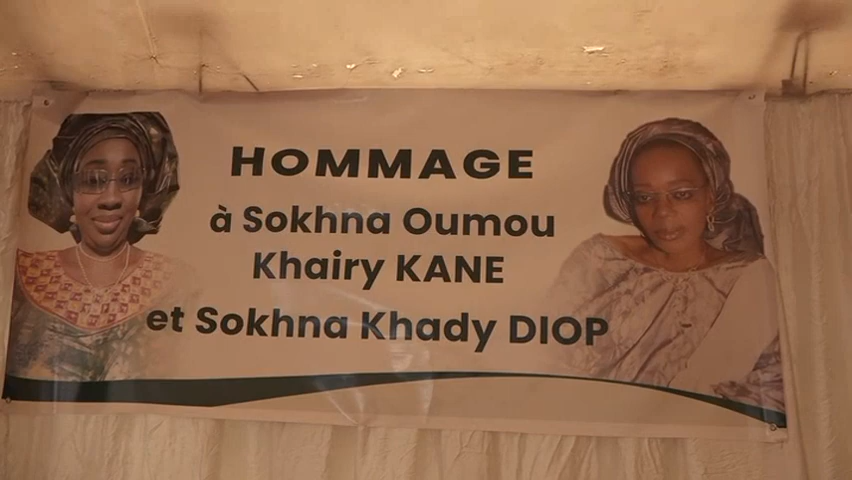 HOMMAGE
à Sokhna Oumou
Khairy KANE
et Sokhna Khady DIOP